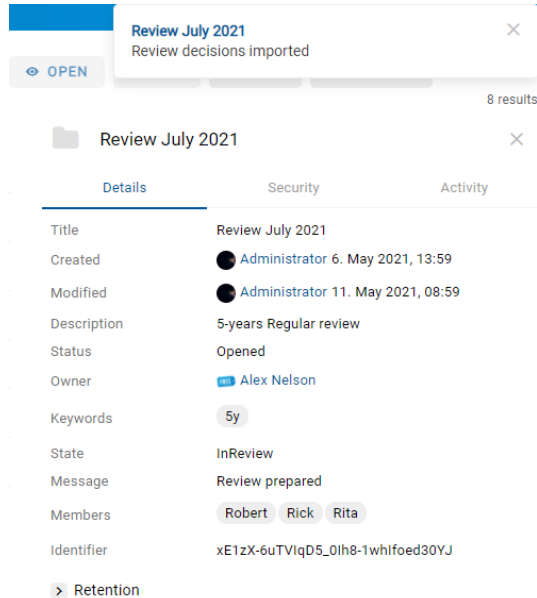 Review July 2021
Review decisions imported
OPEN
8 results
Review July 2021
Details Security Activity
Title Review July 2021
Created Administrator 6. May 2021, 13:59
Modified Administrator 11. May 2021, 08:59
Description 5-years Regular review
Status Opened
Owner Alex Nelson
Keywords 5y
State InReview
Message Review prepared
Members Robert Rick Rita
Identifier xE1zX-6uTVIqD5_0Ih8-1whIfoed30YJ
Retention